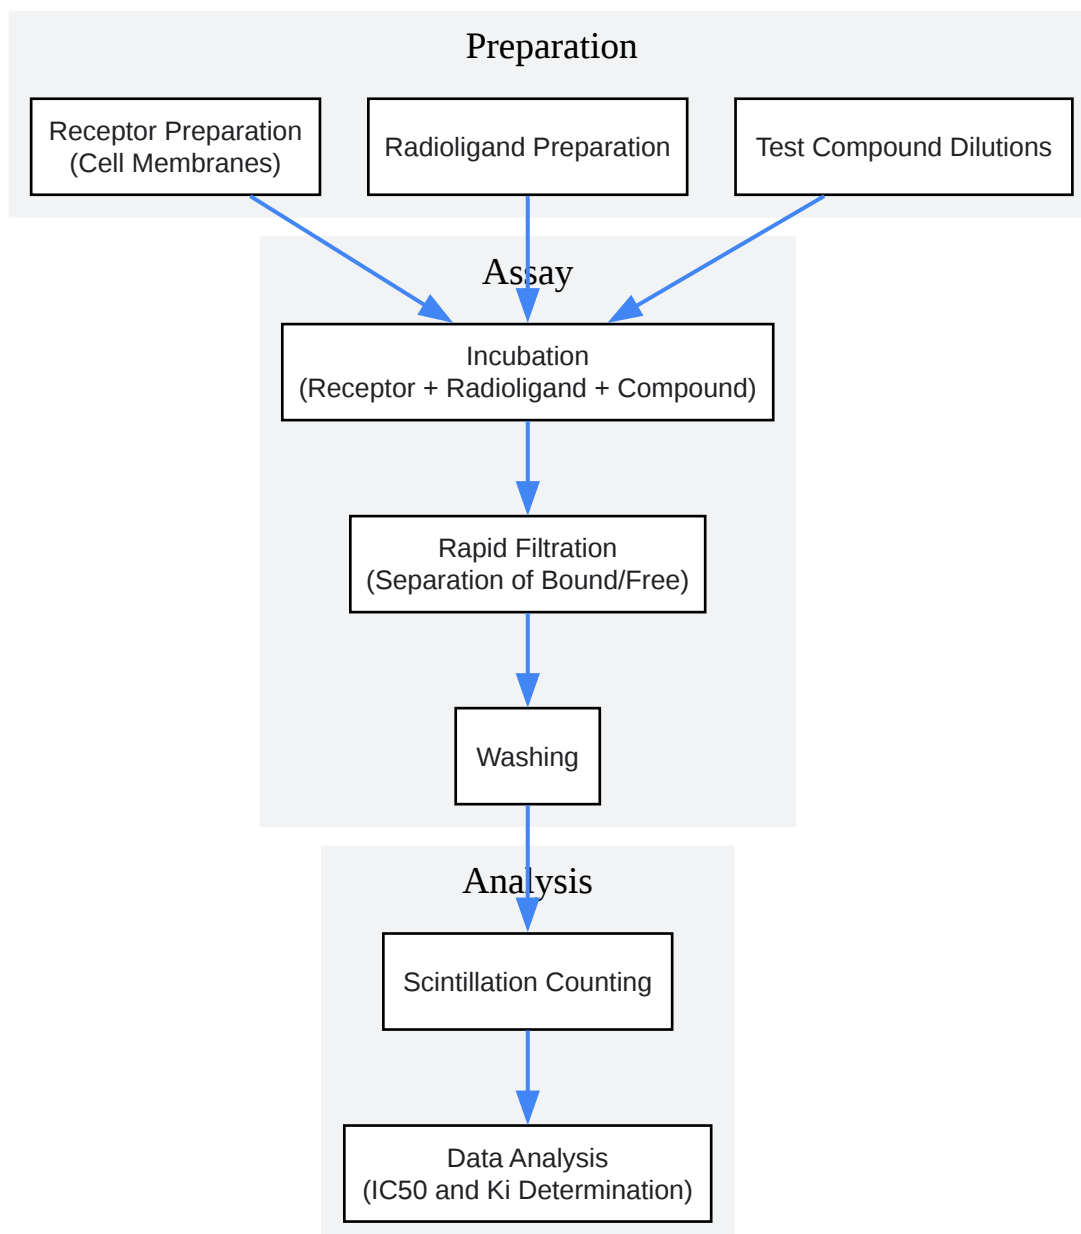 Preparation
Receptor Preparation
(Cell Membranes)
Radioligand Preparation
Test Compound Dilutions
Assay
Incubation
(Receptor + Radioligand + Compound)
Rapid Filtration
(Separation of Bound/Free)
Washing
Analysis
Scintillation Counting
Data Analysis
(IC50 and Ki Determination)